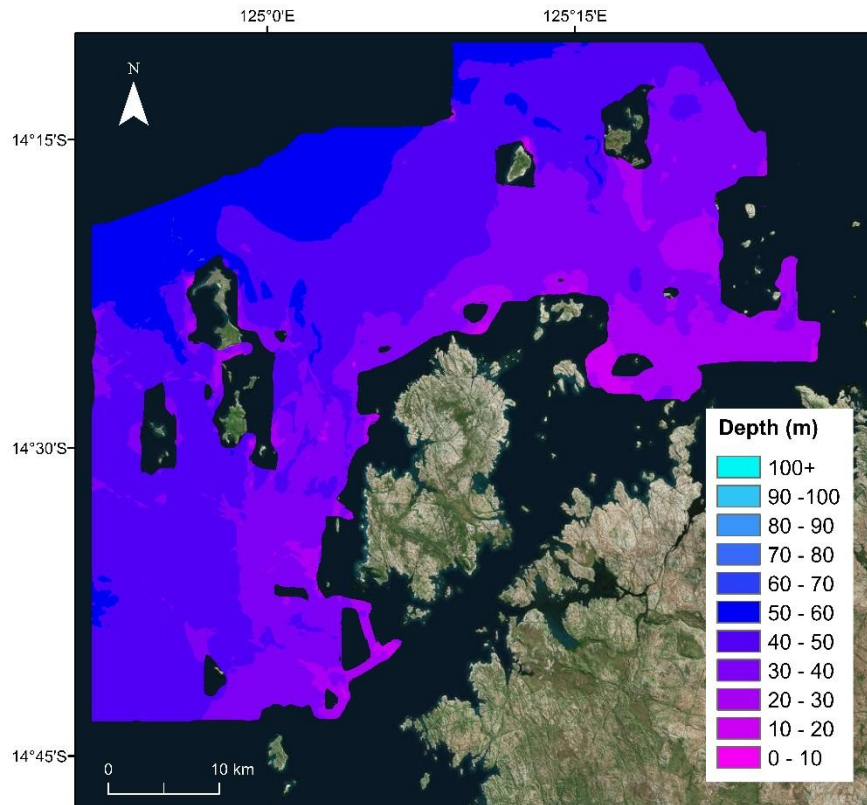 125°0'E
125°15'E
N
14°15'S
14°30'S
14°45'S
0
10 km
Depth (m)
100+
90 -100
80 - 90
70 - 80
60 - 70
50 - 60
40 - 50
30 - 40
20 - 30
10 - 20
0 - 10